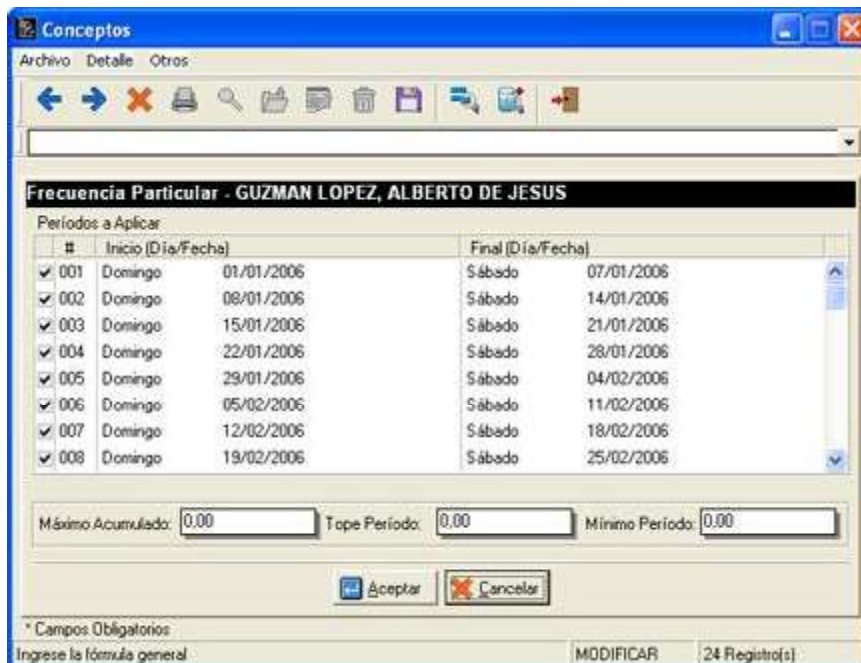 Conceptos
Archivo Detalle Otros
Frecuencia Particular - GUZMAN LOPEZ, ALBERTO DE JESUS
Períodos a Aplicar
# Inicio (Día/Fecha) Final (Día/Fecha)
001 Domingo 01/01/2006 Sábado 07/01/2006
002 Domingo 08/01/2006 Sábado 14/01/2006
003 Domingo 15/01/2006 Sábado 21/01/2006
004 Domingo 22/01/2006 Sábado 28/01/2006
005 Domingo 29/01/2006 Sábado 04/02/2006
006 Domingo 05/02/2006 Sábado 11/02/2006
007 Domingo 12/02/2006 Sábado 18/02/2006
008 Domingo 19/02/2006 Sábado 25/02/2006
Máximo Acumulado: 0.00 Tope Período: 0.00 Mínimo Período: 0.00
Aceptar Cancelar
* Campos Obligatorios
Ingrese la fórmula general MODIFICAR 24 Registro(s)